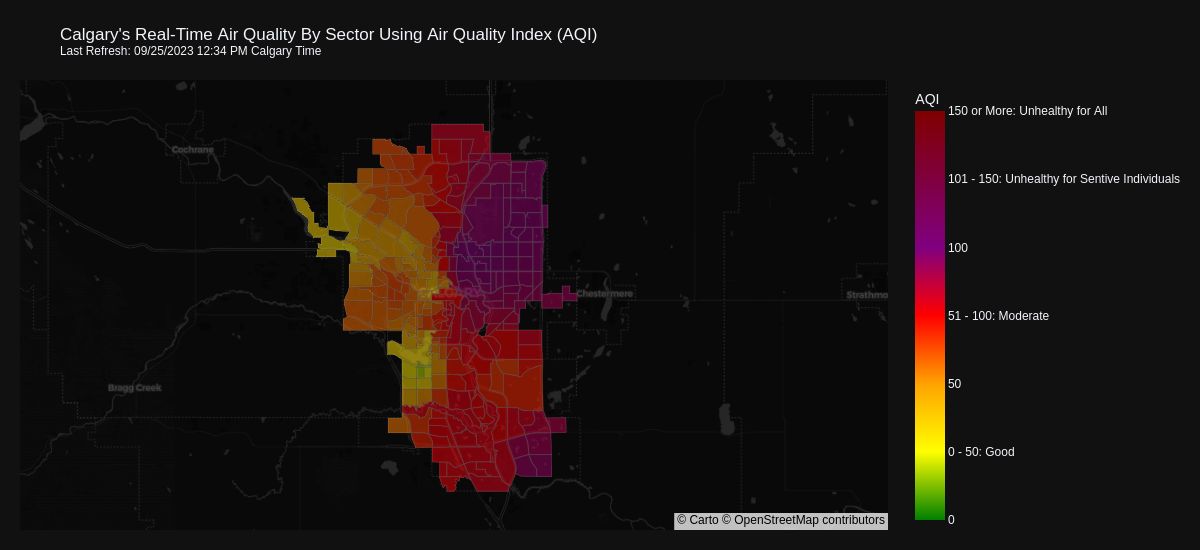 Calgary's Real-Time Air Quality By Sector Using Air Quality Index (AQI)
Last Refresh: 09/25/2023 12:34 PM Calgary Time
AQI
150 or More: Unhealthy for All
Cochrane
101 - 150: Unhealthy for Sentive Individuals
100
Chestermere
Strathmo
51 - 100: Moderate
Bragg Creek
50
0 - 50: Good
© Carto © OpenStreetMap contributors
0